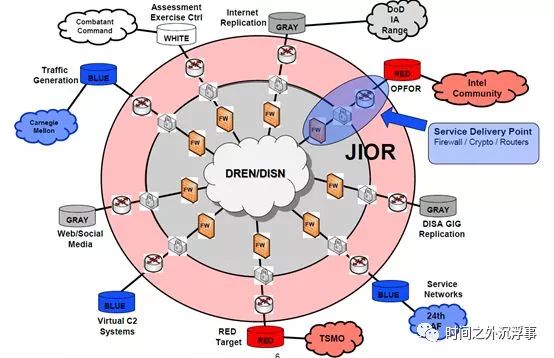 Combatant
Command
Assessment
Exercise Ctrl
WHITE
Internet
Replication
GRAY
DoD
IA
Range
RED
OPFOR
Intel
Community
Traffic
Generation
BLUE
Carnegie
Mellon
FW
FW
FW
FW
Service Delivery Point
Firewall / Crypto / Routers
JIOR
DREN/DISN
GRAY
Web/Social
Media
FW
FW
GRAY
DISA GIG
Replication
FW
FW
FW
FW
BLUE
Virtual C2
Systems
RED
Target
RED
TSMO
Service
Networks
BLUE
24th
AF
时间之外沉浮事
6